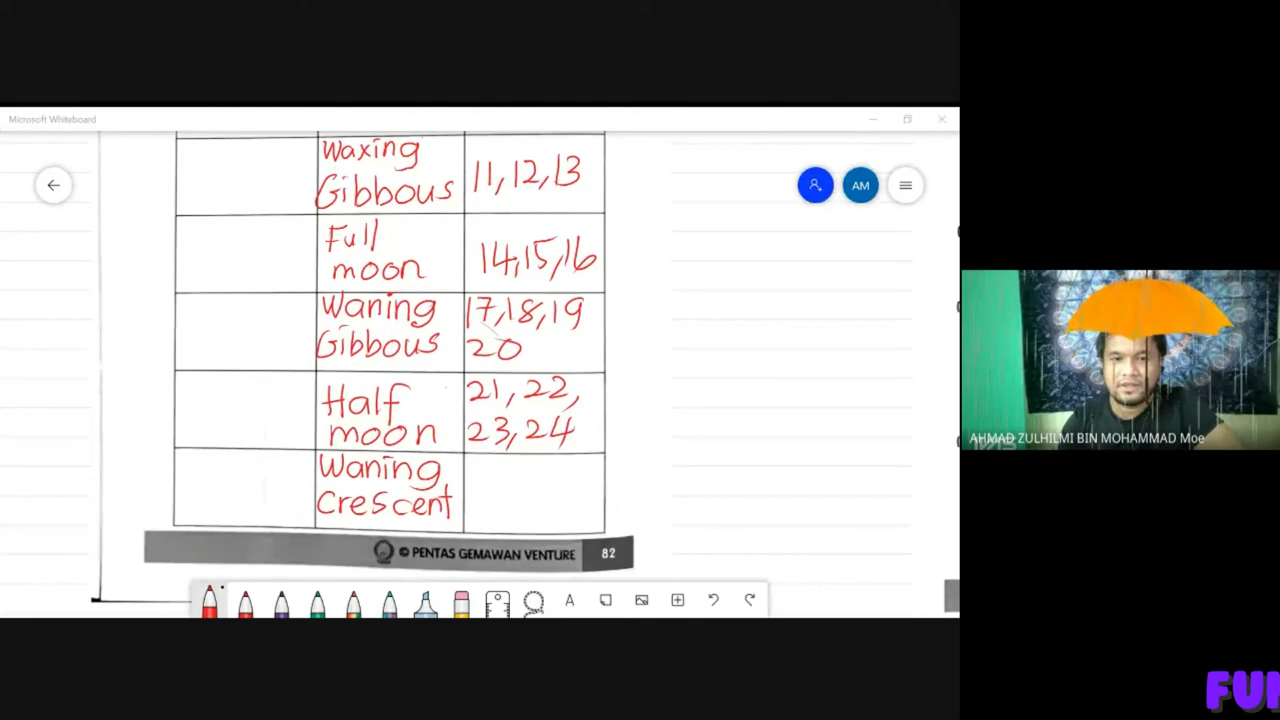 Microsoft Whiteboard
Waxing
Gibbous
11, 12, 13
AM
Full
moon
14, 15, 16
Waning
Gibbous
17, 18, 19
20
Half
moon
21, 22,
23, 24
Waning
crescent
© PENTAS GEMAWAN VENTURE
82
A
AHMAD ZULHILMI BIN MOHAMMAD Moe
FU